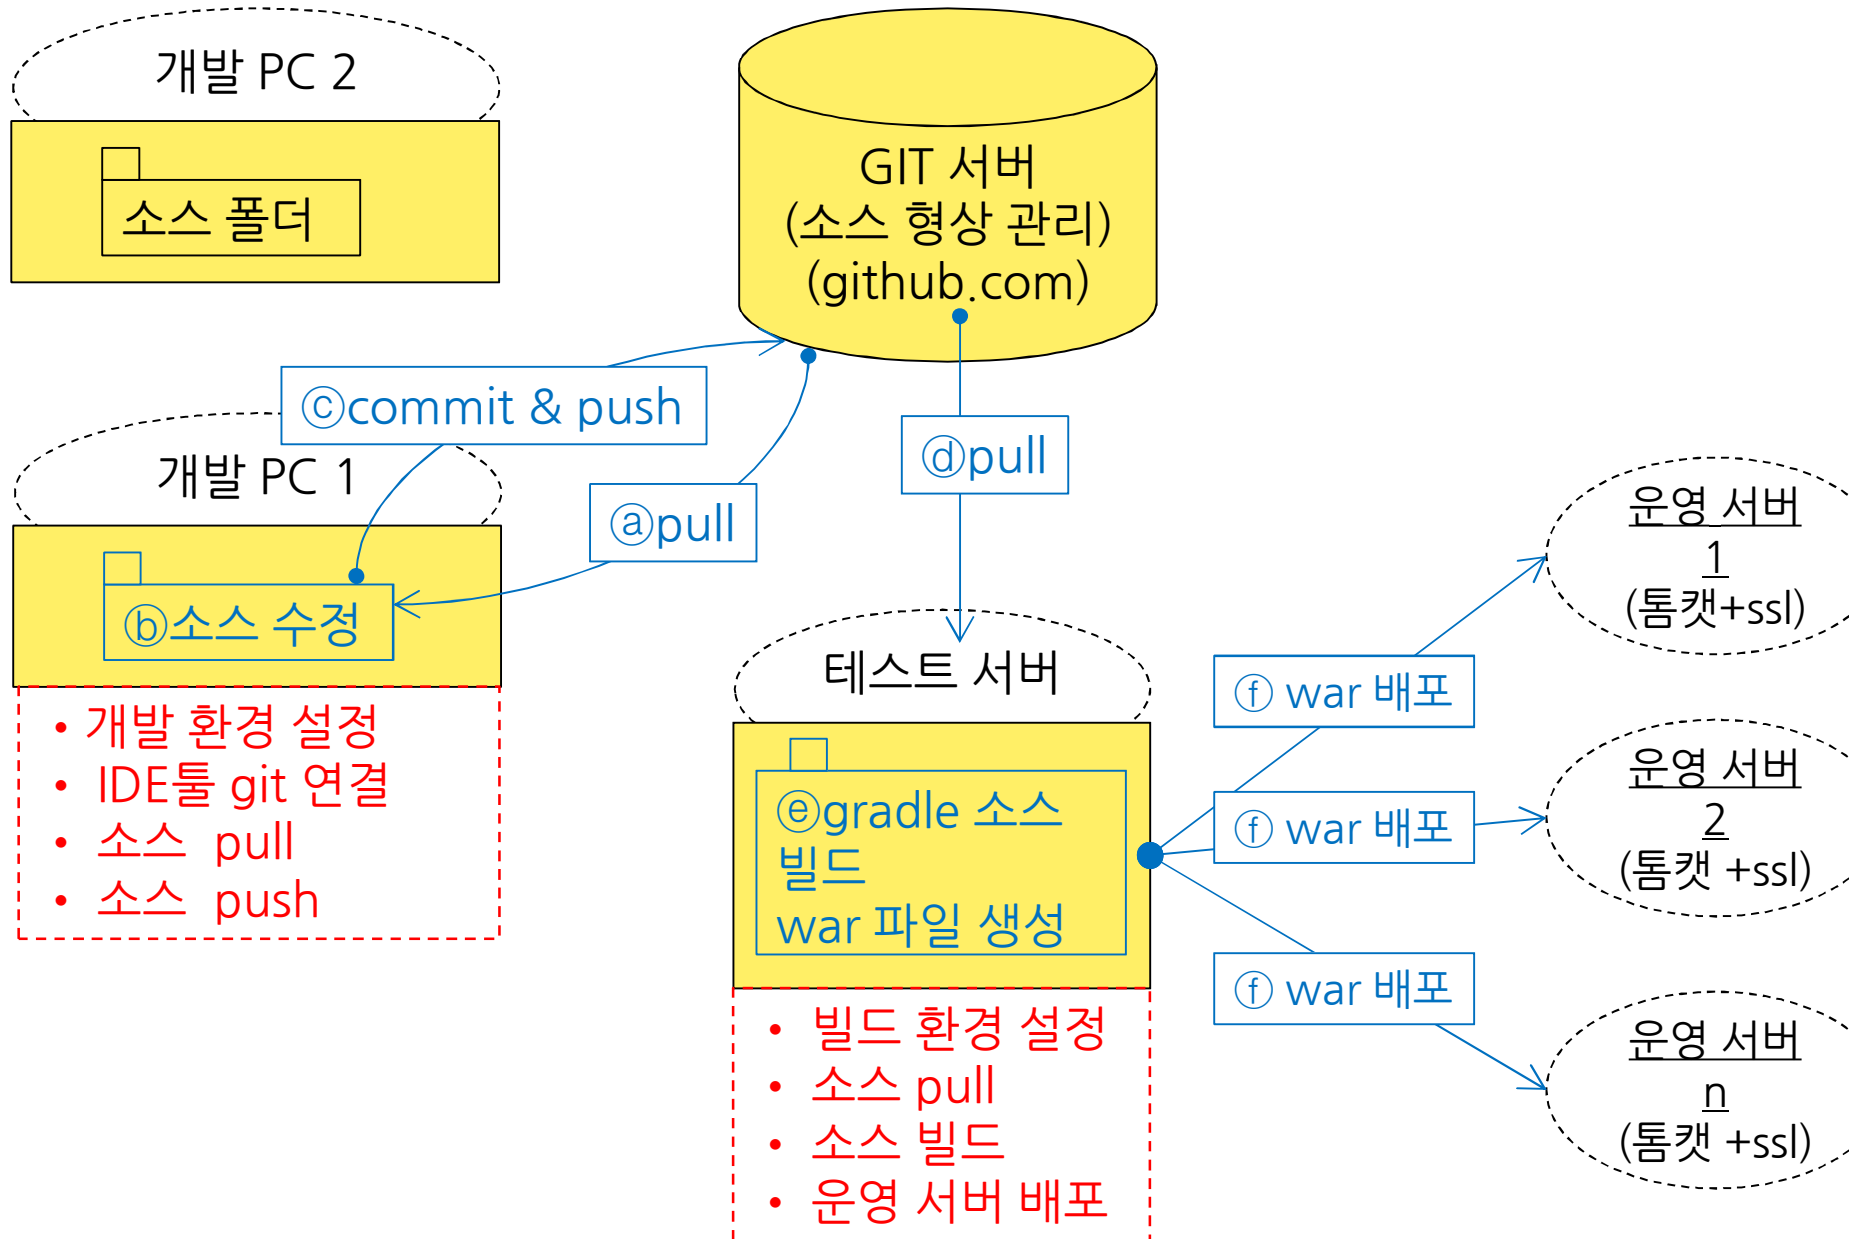 개발 PC 2
소스 폴더
GIT 서버
(소스 형상 관리)
(github.com)
ⓒcommit & push
ⓐpull
ⓓpull
개발 PC 1
ⓑ소스 수정
• 개발 환경 설정
• IDE툴 git 연결
• 소스 pull
• 소스 push
테스트 서버
ⓔgradle 소스
빌드
war 파일 생성
• 빌드 환경 설정
• 소스 pull
• 소스 빌드
• 운영 서버 배포
ⓕ war 배포
ⓕ war 배포
ⓕ war 배포
운영 서버
1
(톰캣+ssl)
운영 서버
2
(톰캣 +ssl)
운영 서버
n
(톰캣 +ssl)